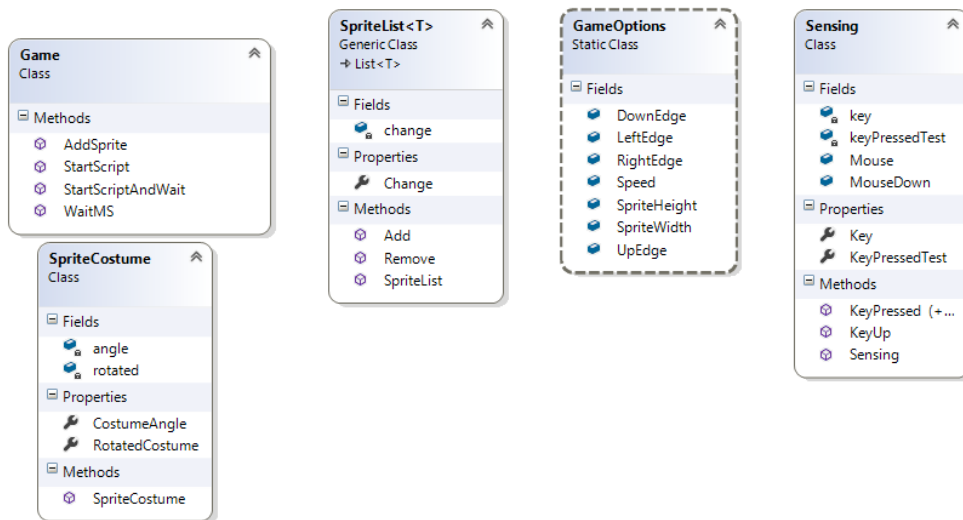 Game
Class
Methods
AddSprite
StartScript
StartScriptAndWait
WaitMS
SpriteCostume
Class
Fields
angle
rotated
Properties
CostumeAngle
RotatedCostume
Methods
SpriteCostume
SpriteList<T>
Generic Class
List<T>
Fields
change
Properties
Change
Methods
Add
Remove
SpriteList
GameOptions
Static Class
Fields
DownEdge
LeftEdge
RightEdge
Speed
SpriteHeight
SpriteWidth
UpEdge
Sensing
Class
Fields
key
keyPressedTest
Mouse
MouseDown
Properties
Key
KeyPressedTest
Methods
KeyPressed (+...
KeyUp
Sensing